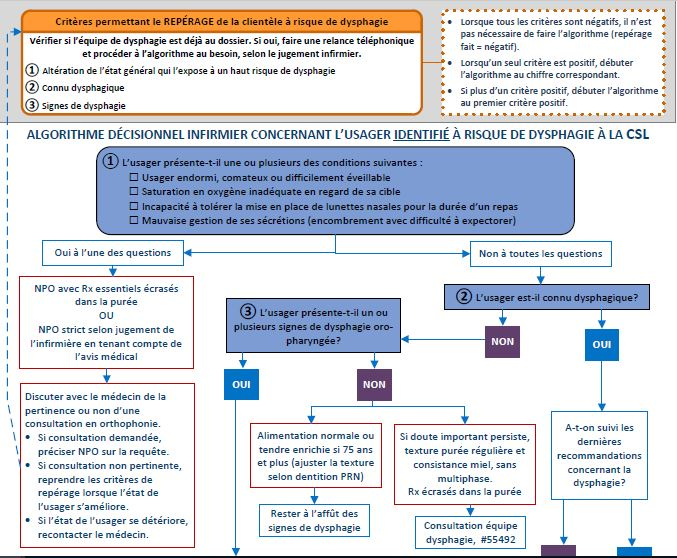 Critères permettant le REPÉRAGE de la clientèle à risque de dysphagie
Vérifier si l'équipe de dysphagie est déjà au dossier. Si oui, faire une relance téléphonique
et procéder à l'algorithme au besoin, selon le jugement infirmier.
① Altération de l'état général qui l'expose à un haut risque de dysphagie
② Connu dysphagique
③ Signes de dysphagie
• Lorsque tous les critères sont négatifs, il n'est
pas nécessaire de faire l'algorithme (repérage
fait = négatif).
• Lorsqu'un seul critère est positif, débuter
l'algorithme au chiffre correspondant.
• Si plus d'un critère positif, débuter l'algorithme
au premier critère positif.
ALGORITHME DÉCISIONNEL INFIRMIER CONCERNANT L'USAGER IDENTIFIÉ À RISQUE DE DYSPHAGIE À LA CSL
① L'usager présente-t-il une ou plusieurs des conditions suivantes :
☐ Usager endormi, comateux ou difficilement éveillable
☐ Saturation en oxygène inadéquate en regard de sa cible
☐ Incapacité à tolérer la mise en place de lunettes nasales pour la durée d'un repas
☐ Mauvaise gestion de ses sécrétions (encombrement avec difficulté à expectorer)
Oui à l'une des questions
Non à toutes les questions
NPO avec Rx essentiels écrasés
dans la purée
OU
NPO strict selon jugement de
l'infirmière en tenant compte de
l'avis médical
② L'usager est-il connu dysphagique?
③ L'usager présente-t-il un ou
plusieurs signes de dysphagie oro-
pharyngée?
NON
OUI
OUI
NON
Discuter avec le médecin de la
pertinence ou non d'une
consultation en orthophonie.
• Si consultation demandée,
préciser NPO sur la requête.
• Si consultation non pertinente,
reprendre les critères de
repérage lorsque l'état de
l'usager s'améliore.
• Si l'état de l'usager se détériore,
recontacter le médecin.
Alimentation normale ou
tendre enrichie si 75 ans
et plus (ajuster la texture
selon dentition PRN)
Rester à l'affût des
signes de dysphagie
Si doute important persiste,
texture purée régulière et
consistance miel, sans
multiphase.
Rx écrasés dans la purée
Consultation équipe
dysphagie, #55492
A-t-on suivi les
dernières
recommandations
concernant la
dysphagie?